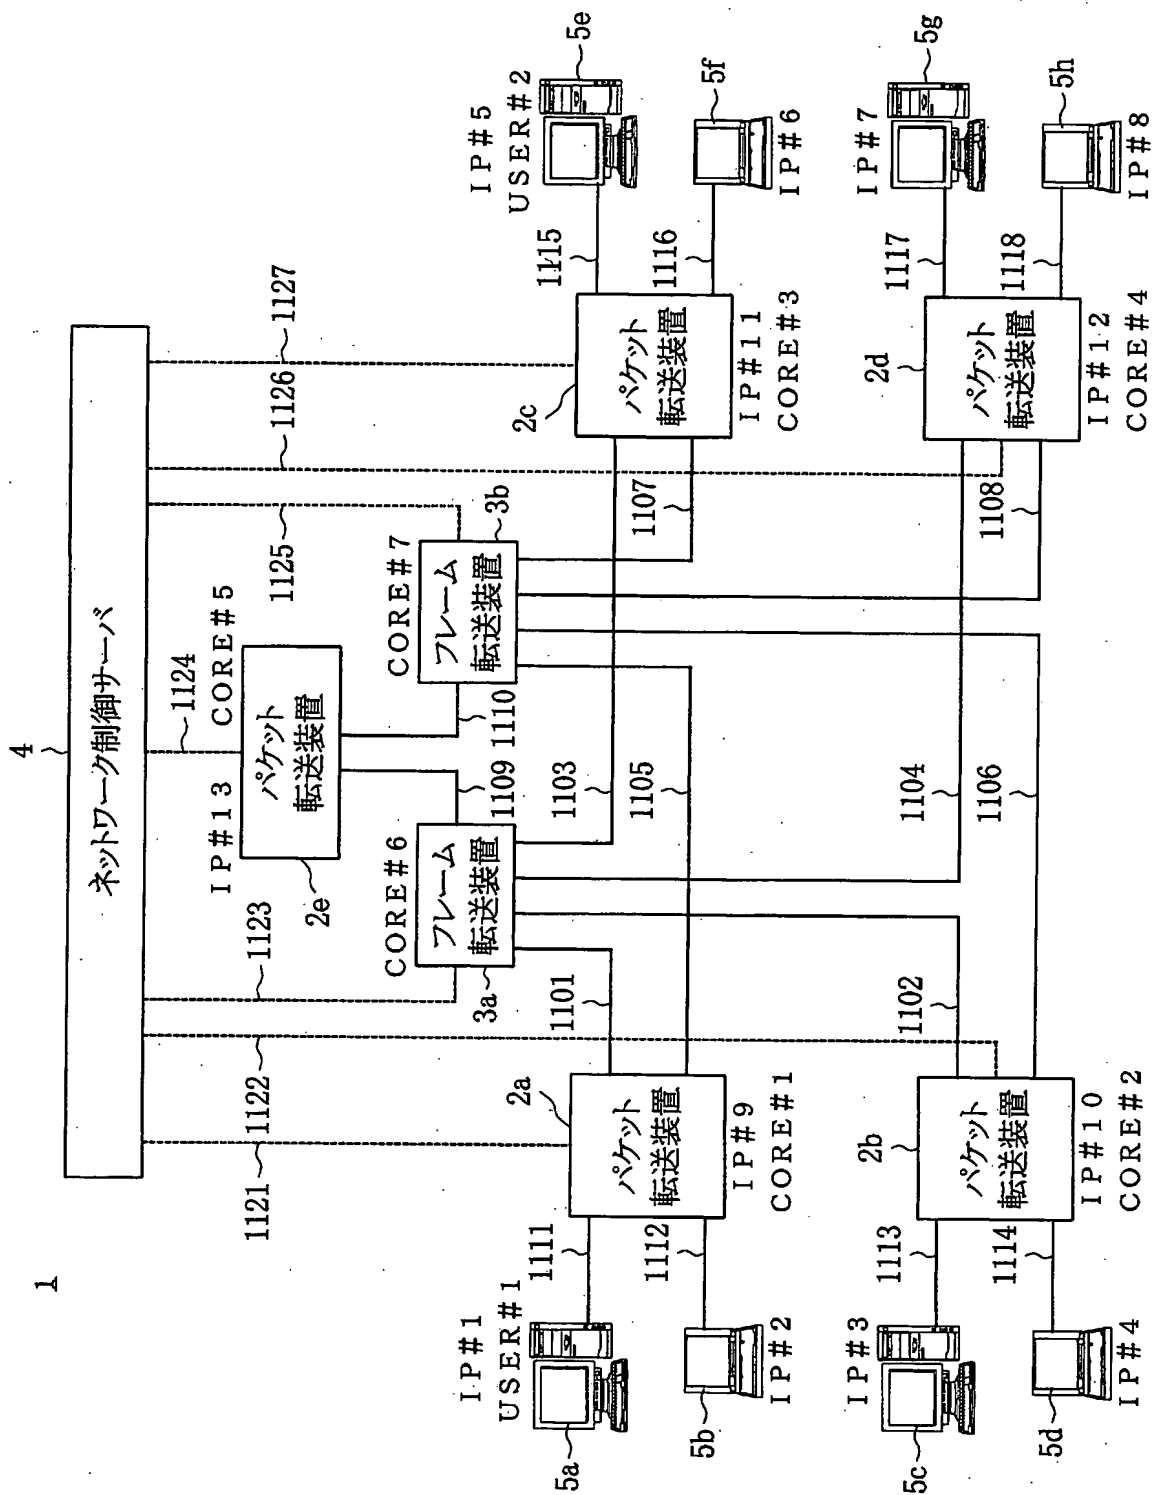 1
4
ネットワーク制御サーバ
1121
1122
1123
1124
1125
1126
1127
IP#13
CORE#5
パケット
転送装置
2e
CORE#6
フレーム
転送装置
3a
CORE#7
フレーム
転送装置
3b
1109
1110
1101
1103
1105
1107
1102
1104
1106
1108
IP#1
USER#1
5a
1111
5b
IP#2
1112
2a
パケット
転送装置
IP#9
CORE#1
IP#5
USER#2
5e
1115
5f
IP#6
1116
2c
パケット
転送装置
IP#11
CORE#3
IP#3
5c
1113
5d
IP#4
1114
2b
パケット
転送装置
IP#10
CORE#2
IP#7
5g
1117
5h
IP#8
1118
2d
パケット
転送装置
IP#12
CORE#4